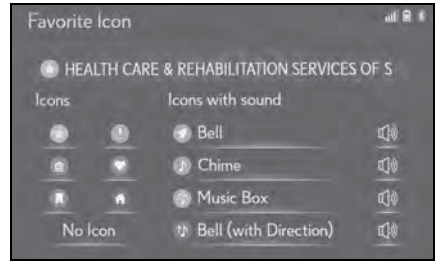 Favorite Icon
HEALTH CARE & REHABILITATION SERVICES OF S
Icons
Icons with sound
Bell
Chime
Music Box
No Icon
Bell (with Direction)